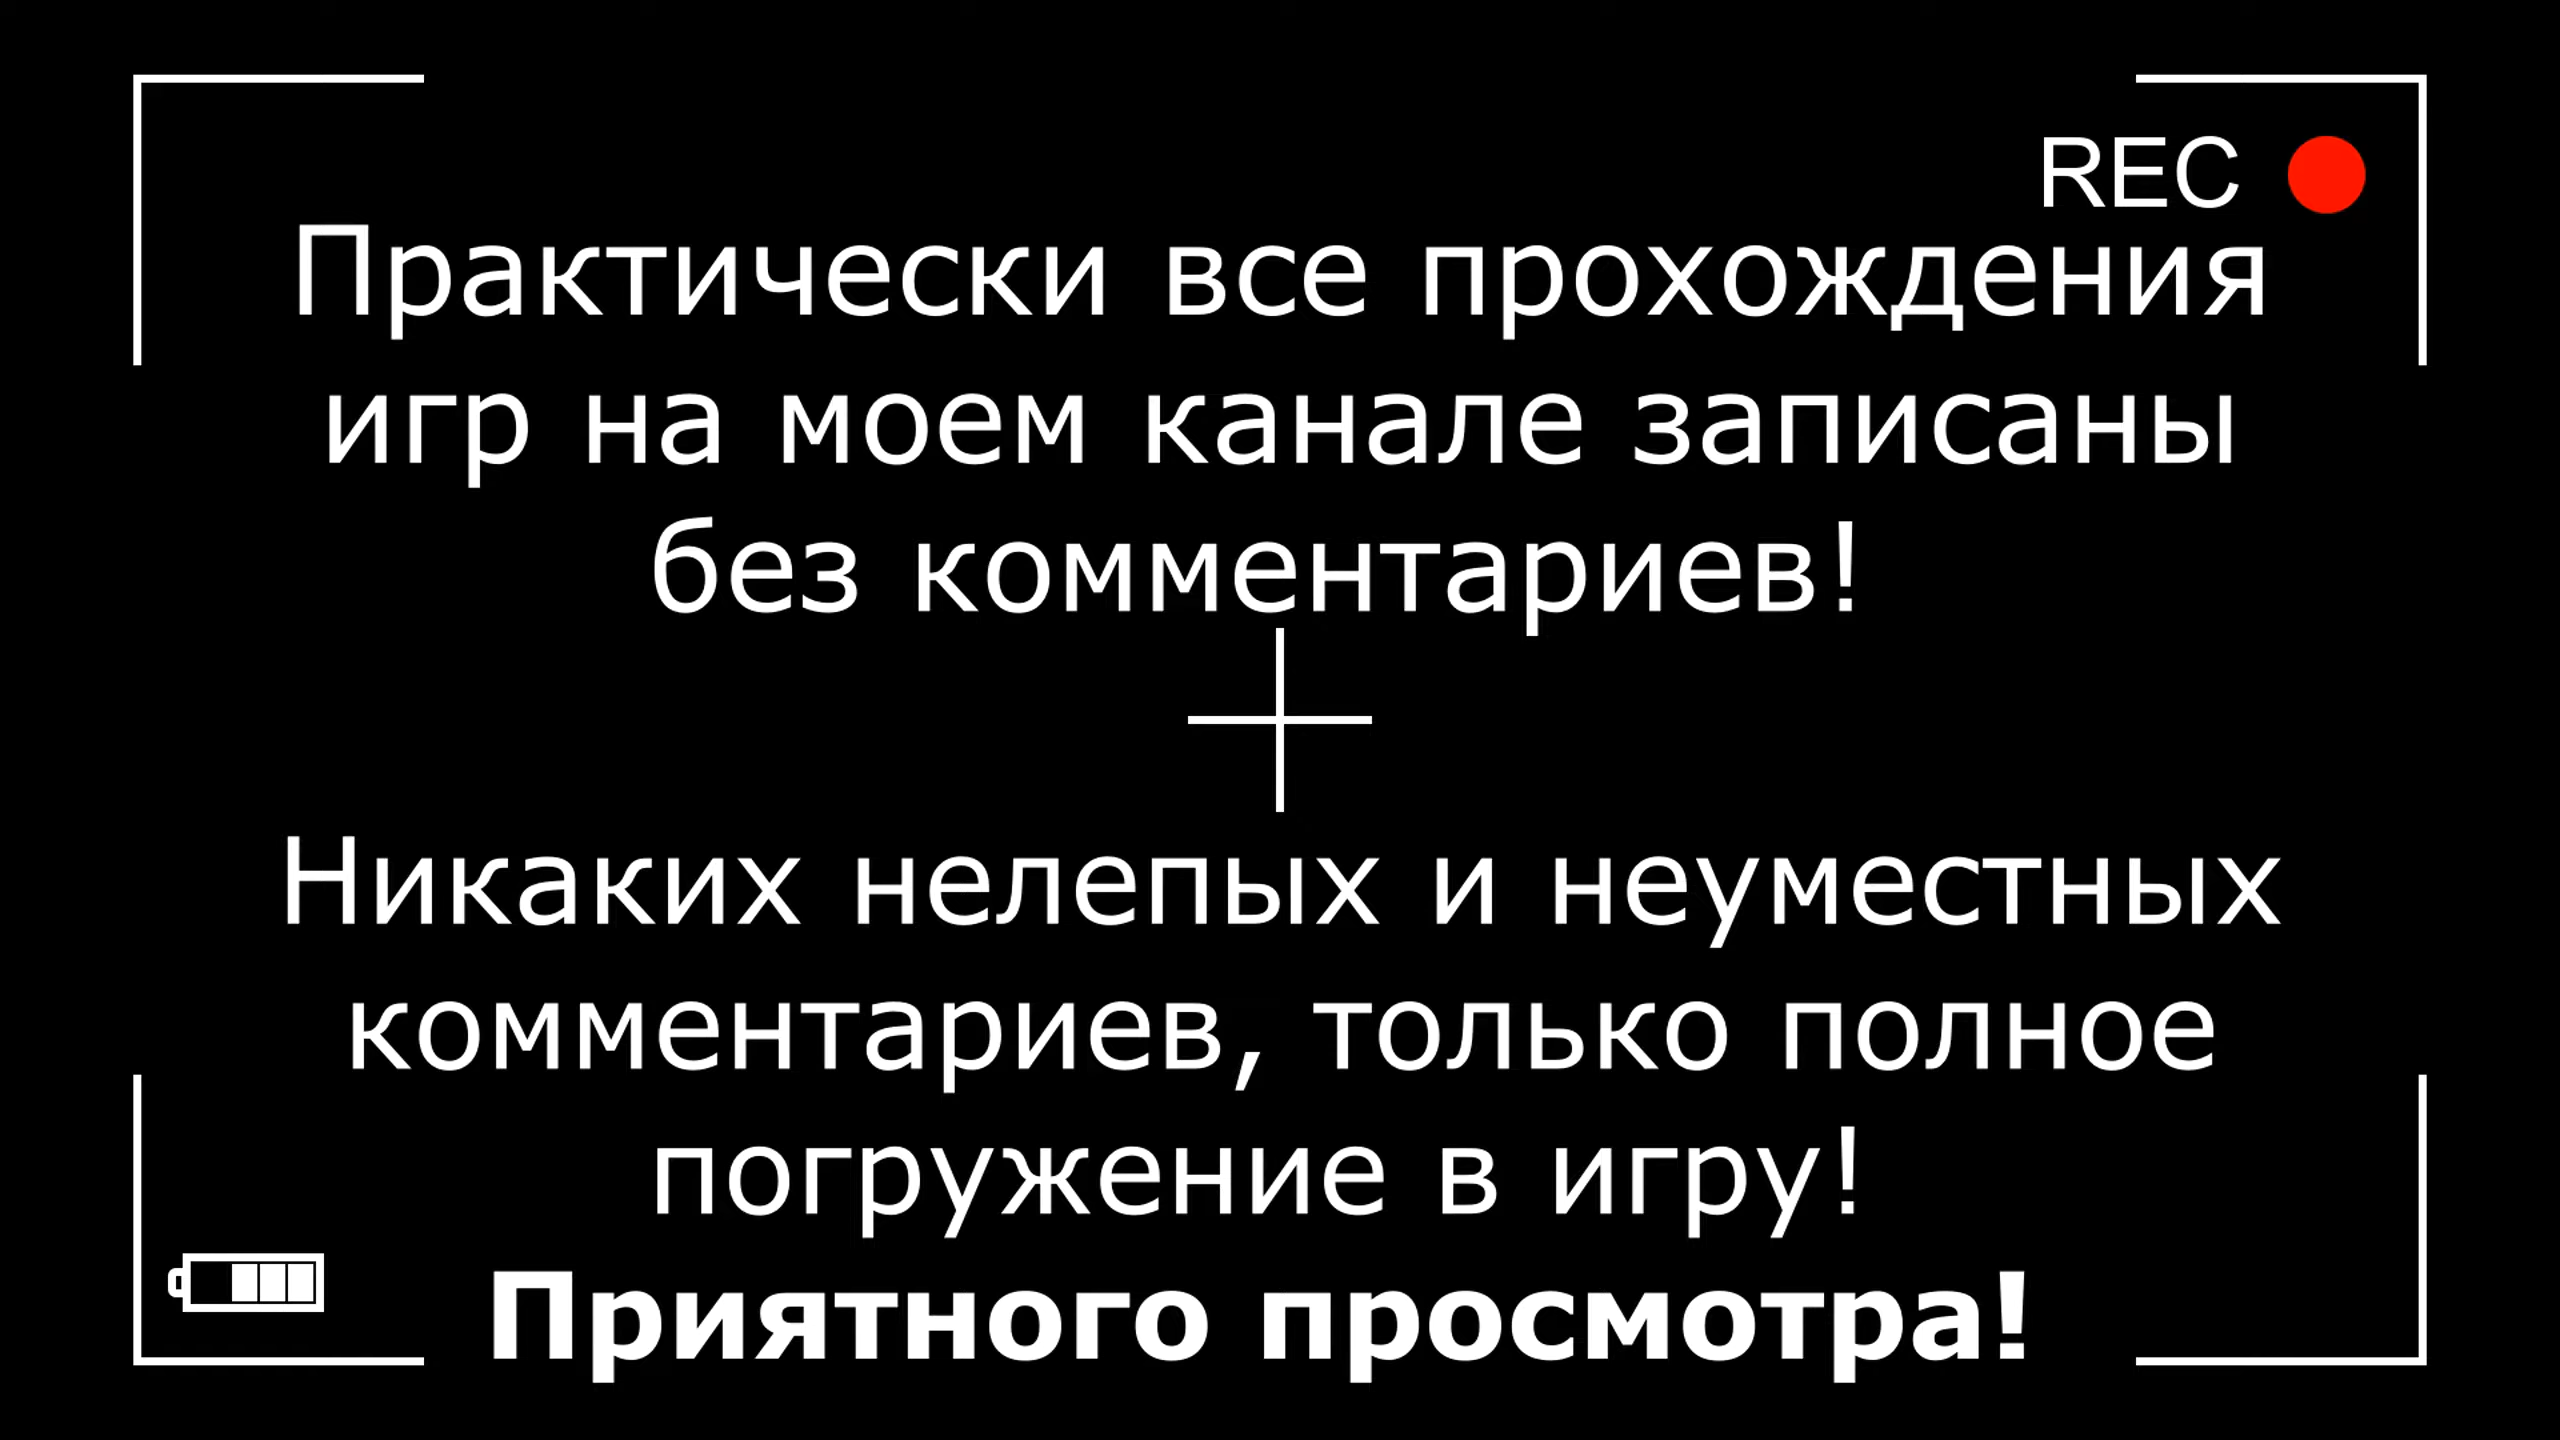 REC
Практически все прохождения
игр на моем канале записаны
без комментариев!
Никаких нелепых и неуместных
комментариев, только полное
погружение в игру!
Приятного просмотра!